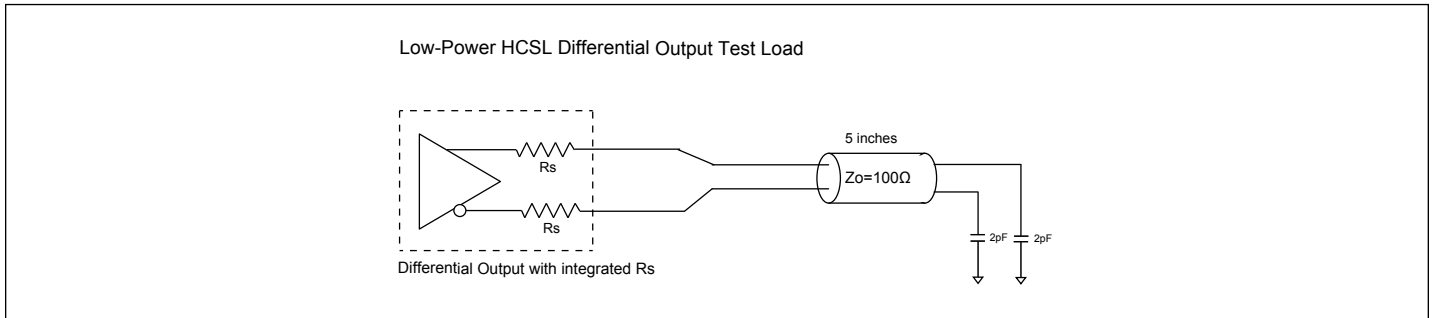 Low-Power HCSL Differential Output Test Load
5 inches
Rs
Zo=100Ω
Rs
2pF
2pF
Differential Output with integrated Rs